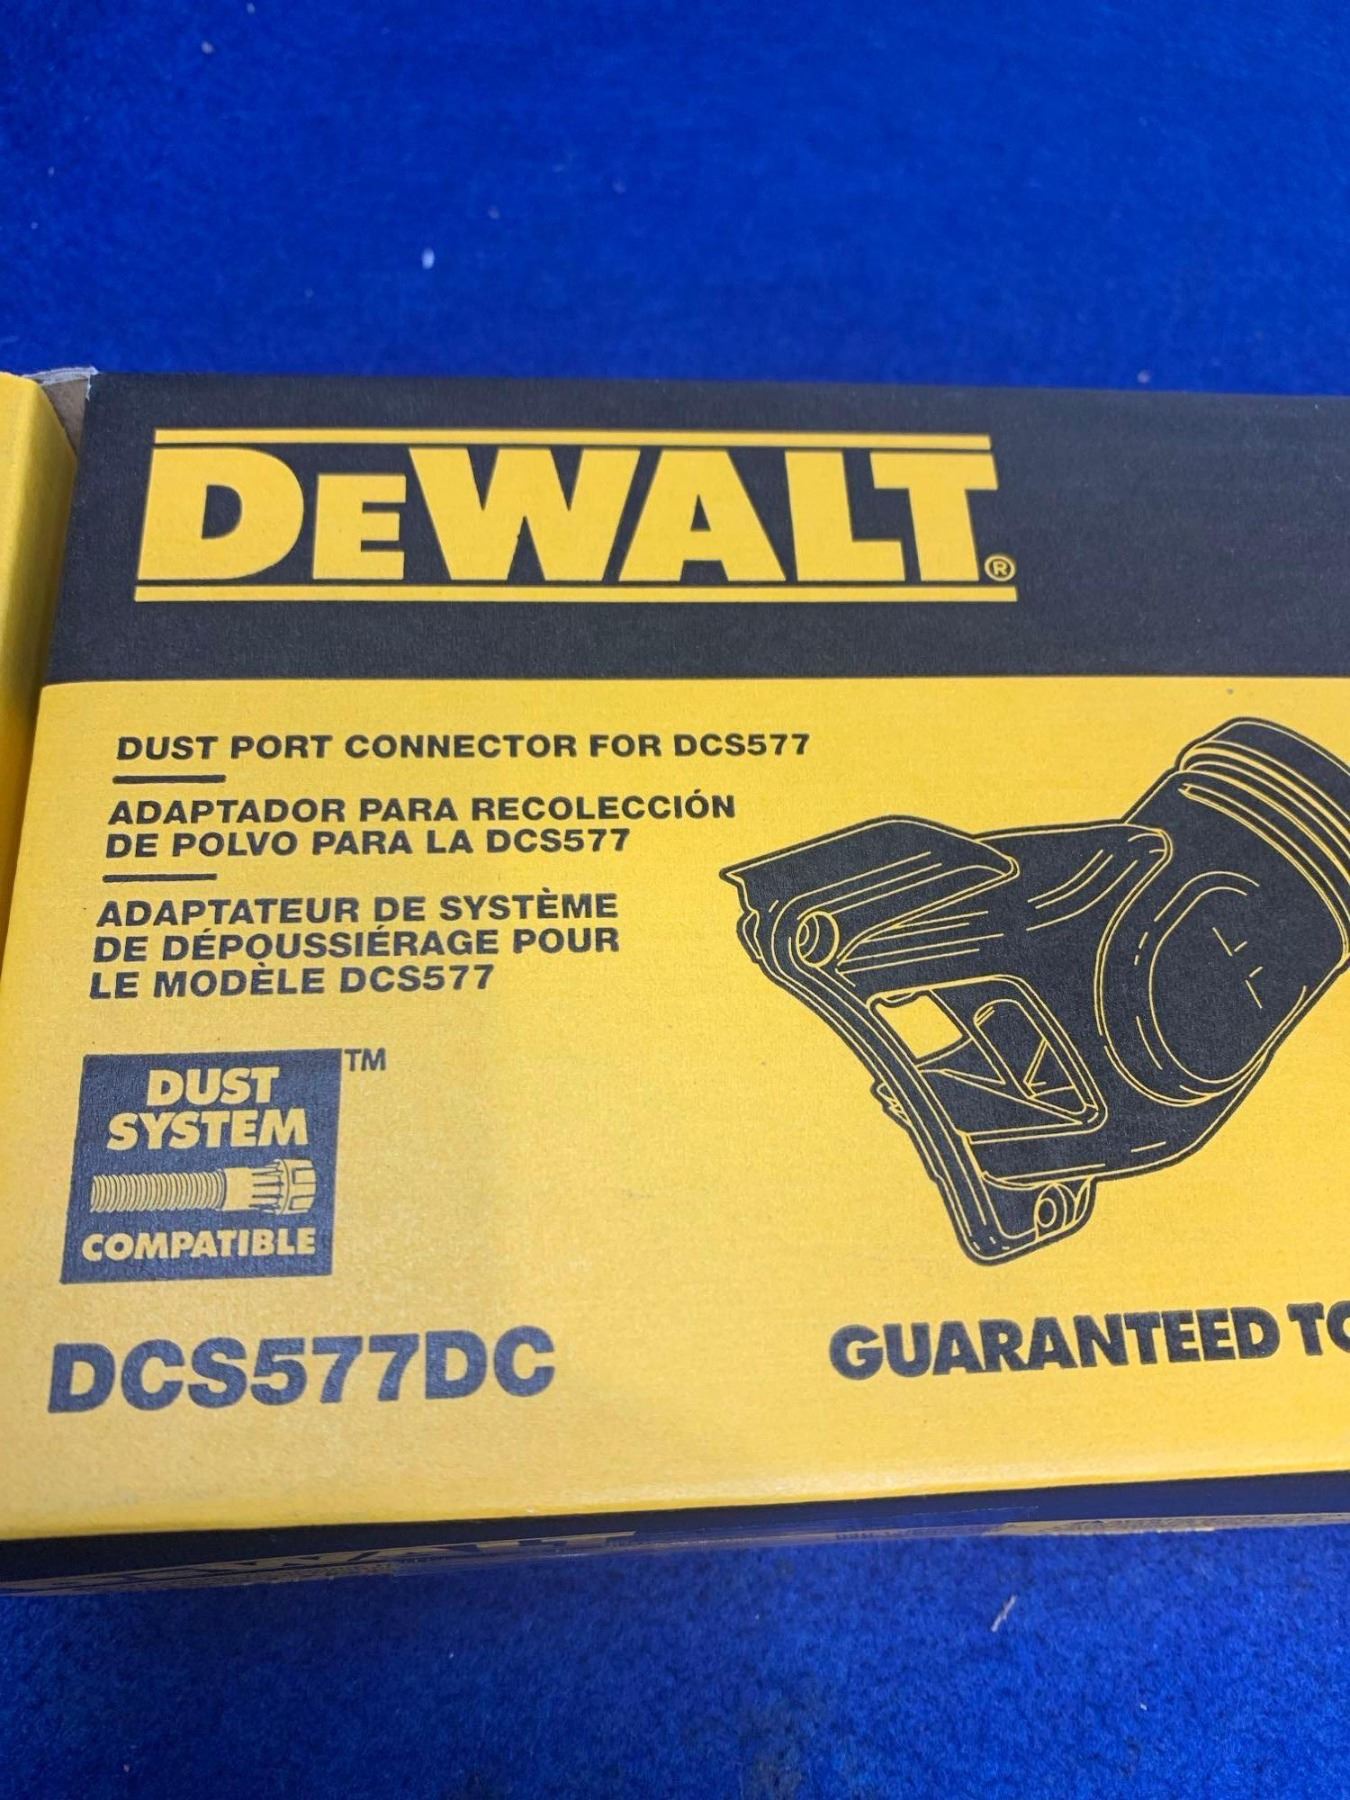 DEWALT®
DUST PORT CONNECTOR FOR DCS577
ADAPTADOR PARA RECOLECCIÓN
DE POLVO PARA LA DCS577
ADAPTATEUR DE SYSTÈME
DE DÉPOUSSIÉRAGE POUR
LE MODÈLE DCS577
DUST
SYSTEM
COMPATIBLE
TM
DCS577DC
GUARANTEED TO